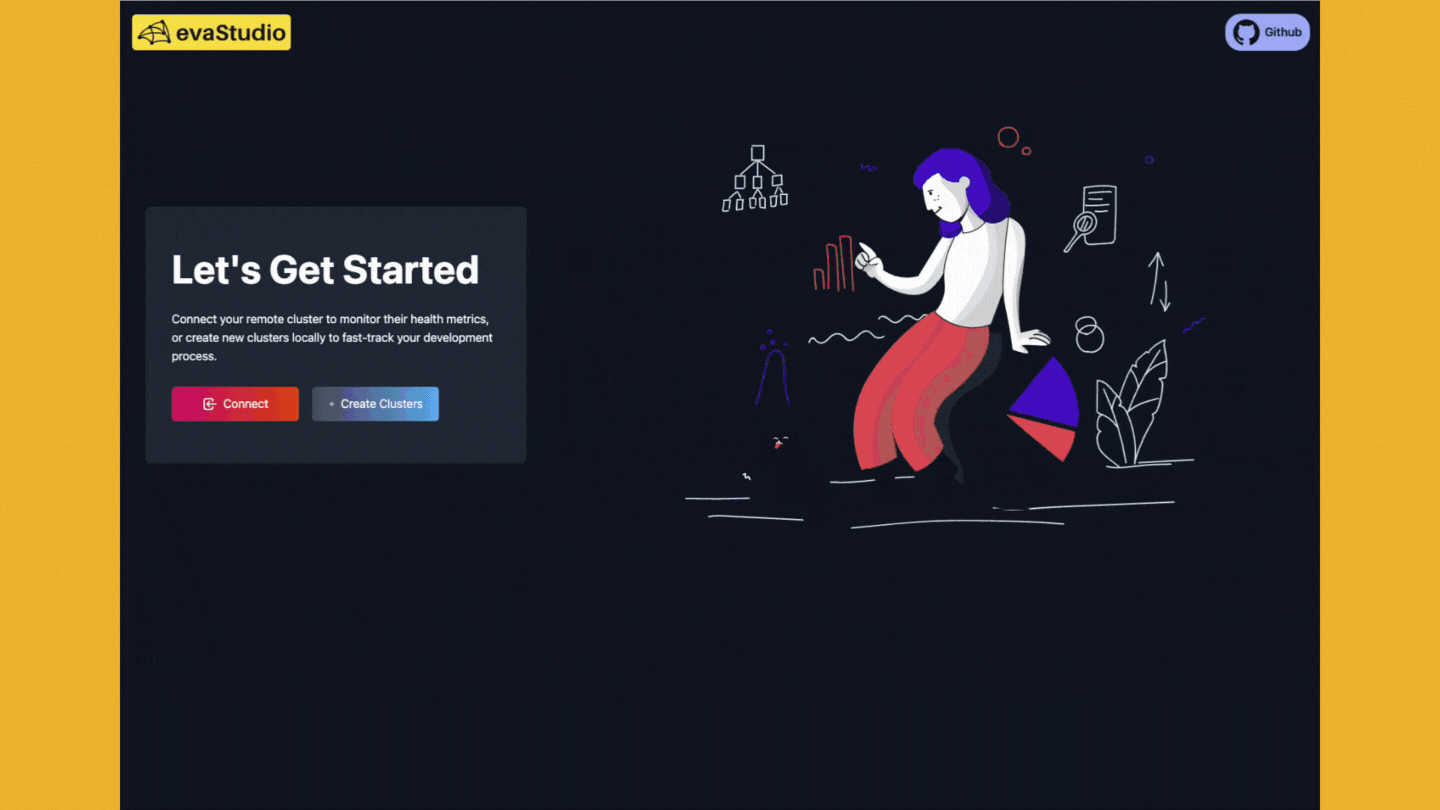 evaStudio
Github
Let's Get Started
Connect your remote cluster to monitor their health metrics,
or create new clusters locally to fast-track your development
process.
Connect
+ Create Clusters